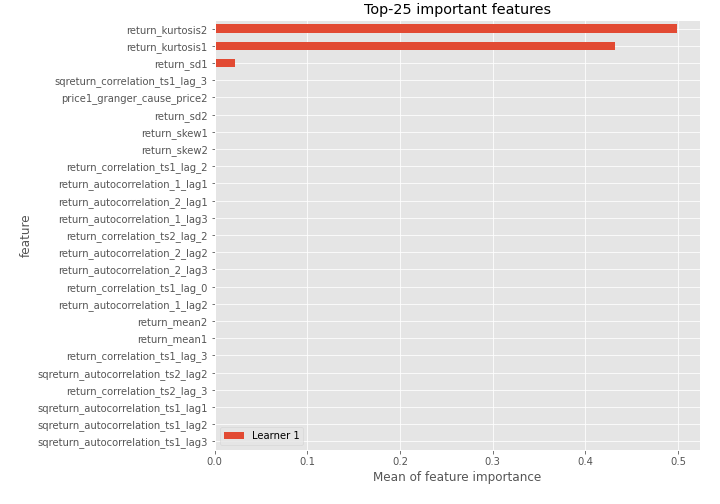 Top-25 important features
return_kurtosis2
return_kurtosis1
return_sd1
sqreturn_correlation_ts1_lag_3
price1_granger_cause_price2
return_sd2
return_skew1
return_skew2
return_correlation_ts1_lag_2
return_autocorrelation_1_lag1
return_autocorrelation_2_lag1
return_autocorrelation_1_lag3
return_correlation_ts2_lag_2
return_autocorrelation_2_lag2
return_autocorrelation_2_lag3
return_correlation_ts1_lag_0
return_autocorrelation_1_lag2
return_mean2
return_mean1
return_correlation_ts1_lag_3
sqreturn_autocorrelation_ts2_lag2
return_correlation_ts2_lag_3
sqreturn_autocorrelation_ts1_lag1
sqreturn_autocorrelation_ts1_lag2
sqreturn_autocorrelation_ts1_lag3
feature
Learner 1
0.0 0.1 0.2 0.3 0.4 0.5
Mean of feature importance